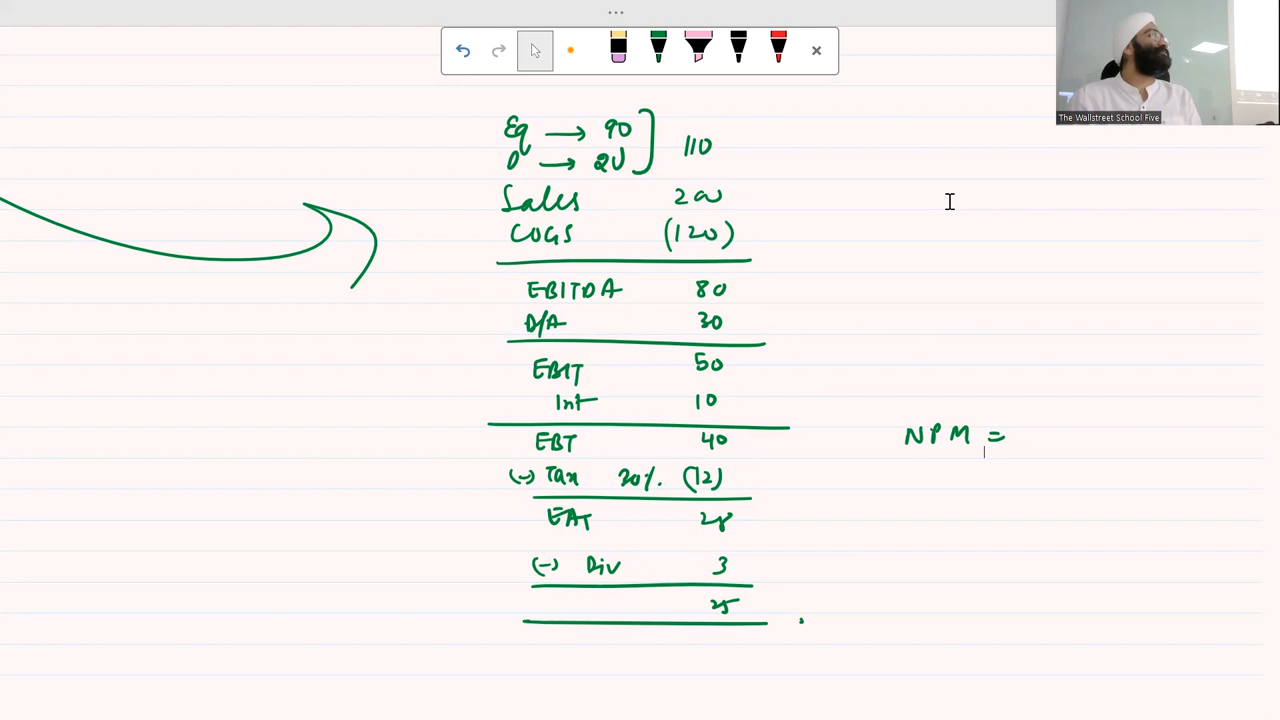 The Wallstreet School Five
Eq → 90
D → 20 ] 110
Sales 200
COGS (120)
EBITDA 80
D/A 30
EBIT 50
Int 10
EBT 40
(-) Tax 30% (12)
EAT 28
(-) Div 3
25
NPM =